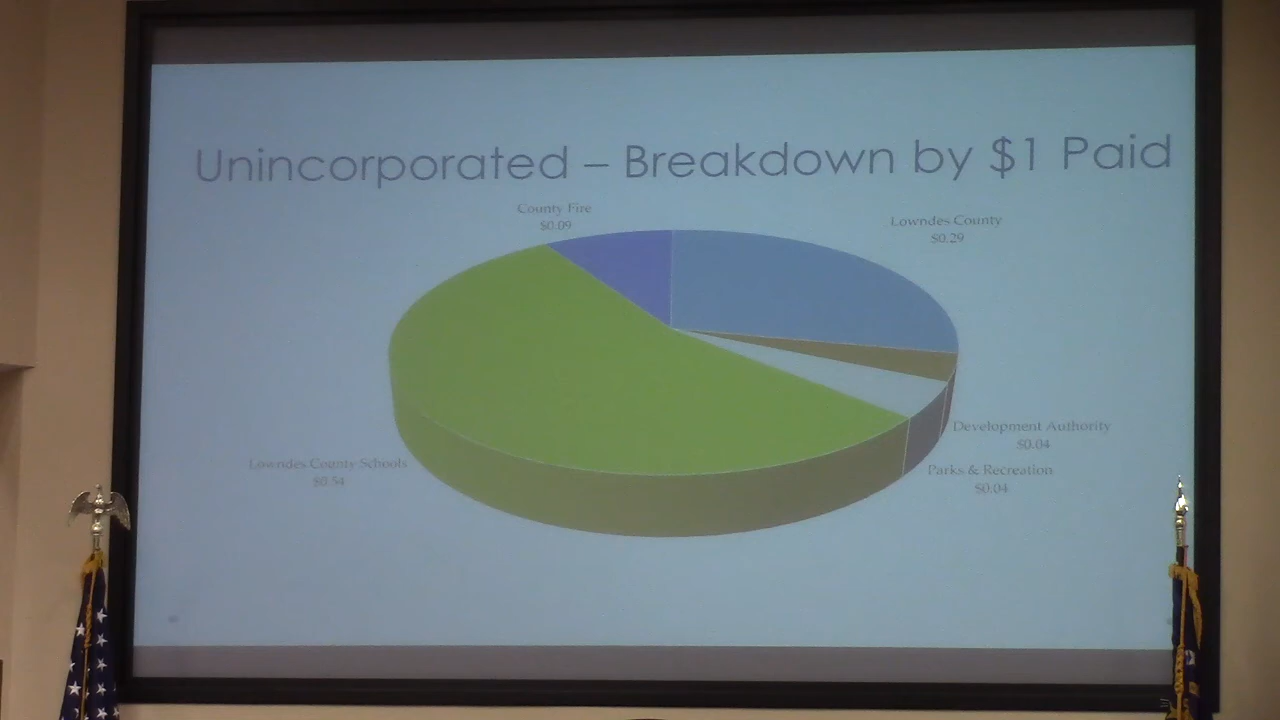 Unincorporated – Breakdown by $1 Paid
County Fire
$0.09
Lowndes County
$0.29
Development Authority
$0.04
Parks & Recreation
$0.04
Lowndes County Schools
$0.54